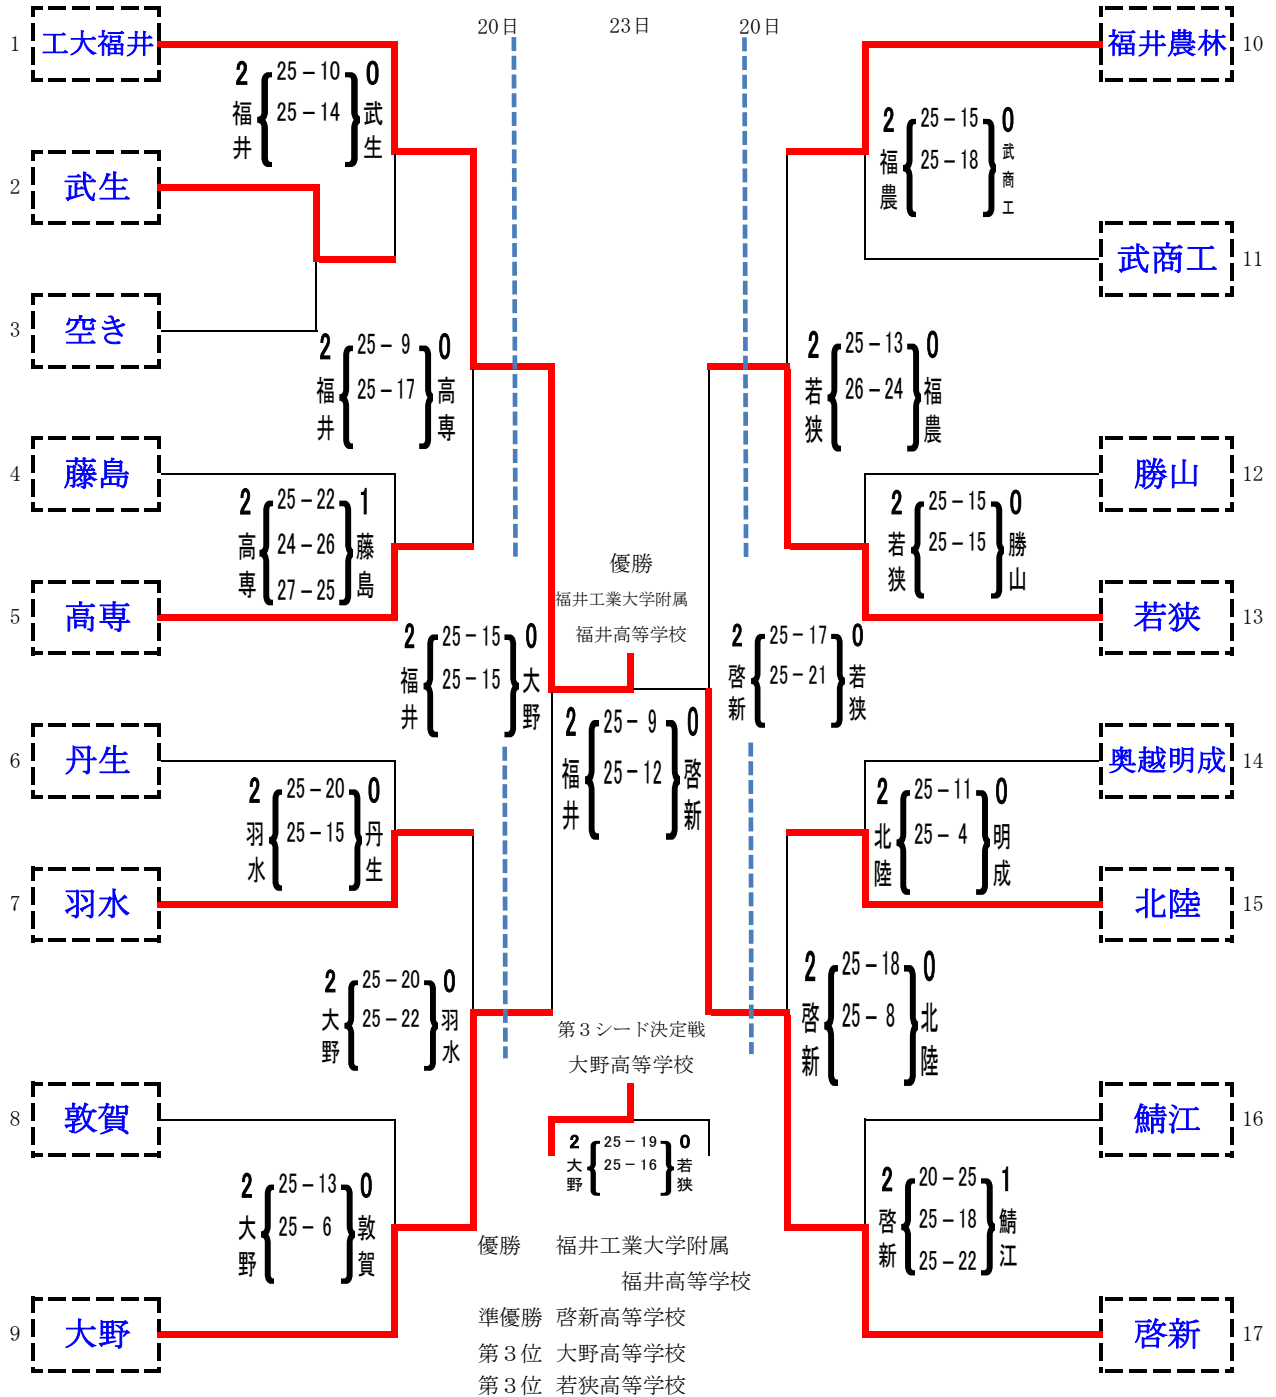 20日
23日
20日
1 工大福井
2 武生
3 空き
4 藤島
5 高専
6 丹生
7 羽水
8 敦賀
9 大野
2 福井 { 25－10 25－14 } 0 武生
2 福井 { 25－9 25－17 } 0 高専
2 高専 { 25－22 24－26 27－25 } 1 藤島
2 福井 { 25－15 25－15 } 0 大野
2 羽水 { 25－20 25－15 } 0 丹生
2 大野 { 25－20 25－22 } 0 羽水
2 大野 { 25－13 25－6 } 0 敦賀
優勝
福井工業大学附属
福井高等学校
2 福井 { 25－9 25－12 } 0 啓新
第３シード決定戦
大野高等学校
2 大野 { 25－19 25－16 } 0 若狭
福井農林 10
武商工 11
勝山 12
若狭 13
奥越明成 14
北陸 15
鯖江 16
啓新 17
2 福農 { 25－15 25－18 } 0 武商工
2 若狭 { 25－13 26－24 } 0 福農
2 若狭 { 25－15 25－15 } 0 勝山
2 啓新 { 25－17 25－21 } 0 若狭
2 北陸 { 25－11 25－4 } 0 明成
2 啓新 { 25－18 25－8 } 0 北陸
2 啓新 { 20－25 25－18 25－22 } 1 鯖江
優勝 福井工業大学附属
福井高等学校
準優勝 啓新高等学校
第３位 大野高等学校
第３位 若狭高等学校